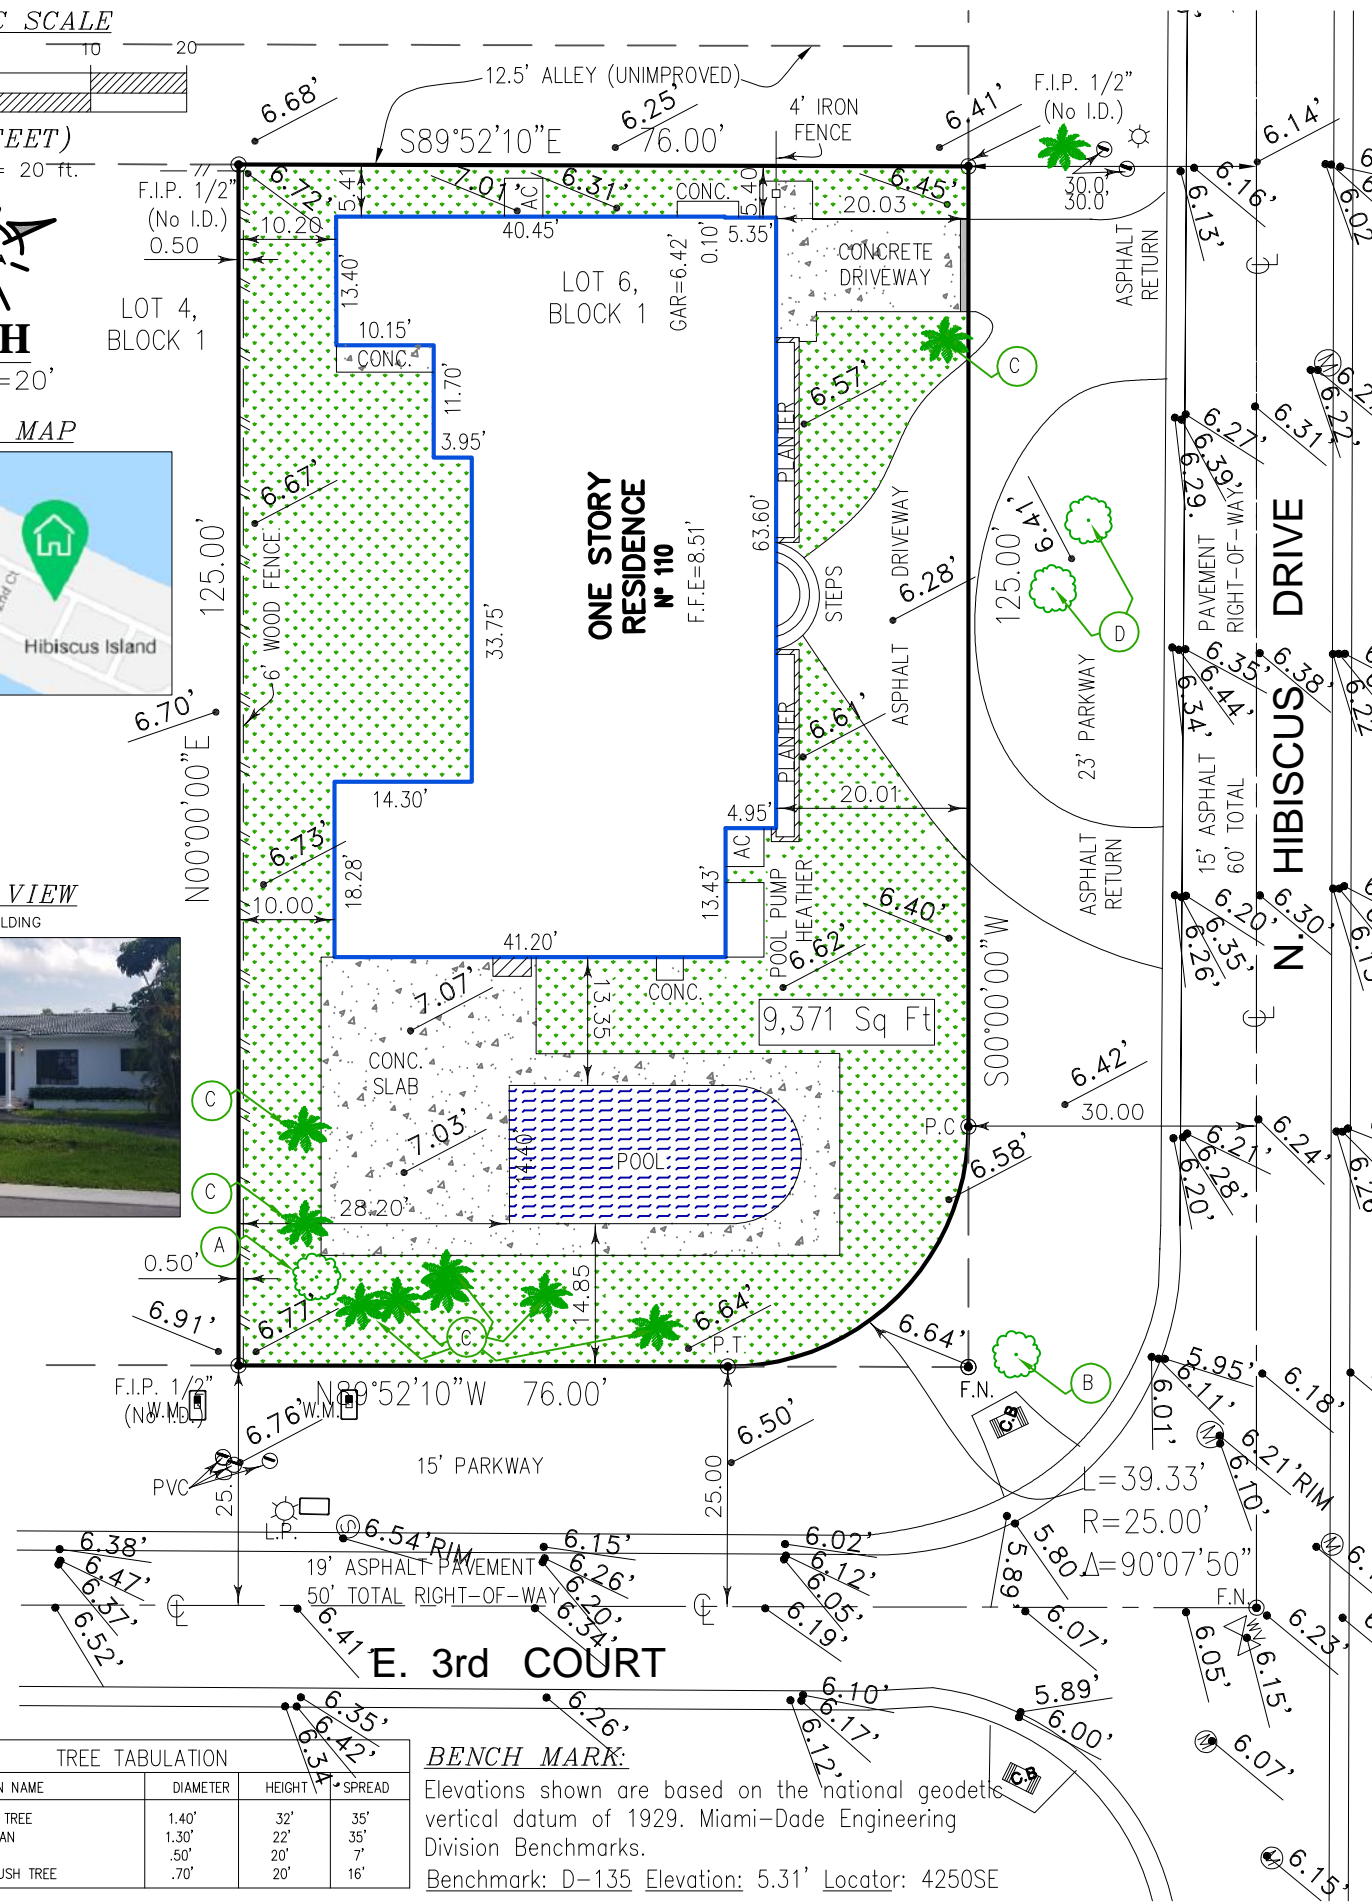 C SCALE
10 20
FEET)
= 20 ft.
12.5' ALLEY (UNIMPROVED)
6.68'
S89°52'10"E 76.00'
6.25'
4' IRON
FENCE
6.41'
F.I.P. 1/2"
(No I.D.)
6.14'
F.I.P. 1/2"
(No I.D.)
0.50
6.72'
5.41
10.20
7.01'
AC
6.31'
CONC.
5.40
6.45'
30.0'
30.0'
6.13'
6.16'
6.02
40.45'
0.10'
5.35'
20.03
CONCRETE
DRIVEWAY
ASPHALT
RETURN
13.40'
LOT 6,
BLOCK 1
GAR=6.42'
LOT 4,
BLOCK 1
H
=20'
10.15'
CONC.
11.70'
3.95'
C
6.57'
PLANTER
M
6.22'
6.27'
6.31'
6.39'
6.29.
MAP
2nd Ct
Hibiscus Island
6.67'
125.00'
6' WOOD FENCE
ONE STORY
RESIDENCE
Nº 110
F.F.E=8.51'
63.60'
33.75'
STEPS
ASPHALT DRIVEWAY
6.28'
6.41'
125.00'
D
23' PARKWAY
15' ASPHALT PAVEMENT
60' TOTAL RIGHT-OF-WAY
N. HIBISCUS DRIVE
6.35'
6.38'
6.44'
6.34'
6.22
6.70'
N00°00'00"E
6.61'
PLANTER
14.30'
20.01
4.95'
AC
6.73'
18.28'
10.00
41.20'
13.43'
POOL PUMP
HEATHER
6.40'
ASPHALT
RETURN
6.20'
6.30'
6.35'
6.26'
VIEW
LDING
7.07'
CONC.
13.35
6.62'
9,371 Sq Ft
S00°00'00"W
CONC.
SLAB
6.42'
30.00
C
7.03'
14.40'
POOL
P.C
6.58'
6.21'
6.24'
6.28'
6.20'
C
28.20'
A
0.50'
14.85
6.91'
6.77'
C
6.64'
P.T.
6.64'
F.N.
B
5.95'
6.11'
6.01'
6.18'
F.I.P. 1/2"
(No I.D.)
W.M.
N89°52'10"W 76.00'
W.M.
6.76'
PVC
25.
15' PARKWAY
25.00
6.50'
C.B
L=39.33'
R=25.00'
Δ=90°07'50"
M
6.21'RIM
6.10'
L.P.
S
6.54'RIM
6.38'
6.47'
6.37'
6.52'
19' ASPHALT PAVEMENT
50' TOTAL RIGHT-OF-WAY
6.15'
6.26'
6.20'
6.34'
6.02'
6.12'
6.05'
6.19'
5.89'
5.80'
M
6.41'
6.07'
F.N.
WV
6.05'
6.15'
6.23'
E. 3rd COURT
6.35'
6.42'
6.34'
6.26'
6.10'
6.17'
6.12'
5.89'
6.00'
M
6.07'
C.B
M
6.15'
TREE TABULATION
N NAME DIAMETER HEIGHT SPREAD
TREE 1.40' 32' 35'
AN 1.30' 22' 35'
.50' 20' 7'
USH TREE .70' 20' 16'
BENCH MARK:
Elevations shown are based on the national geodetic
vertical datum of 1929. Miami-Dade Engineering
Division Benchmarks.
Benchmark: D-135 Elevation: 5.31' Locator: 4250SE